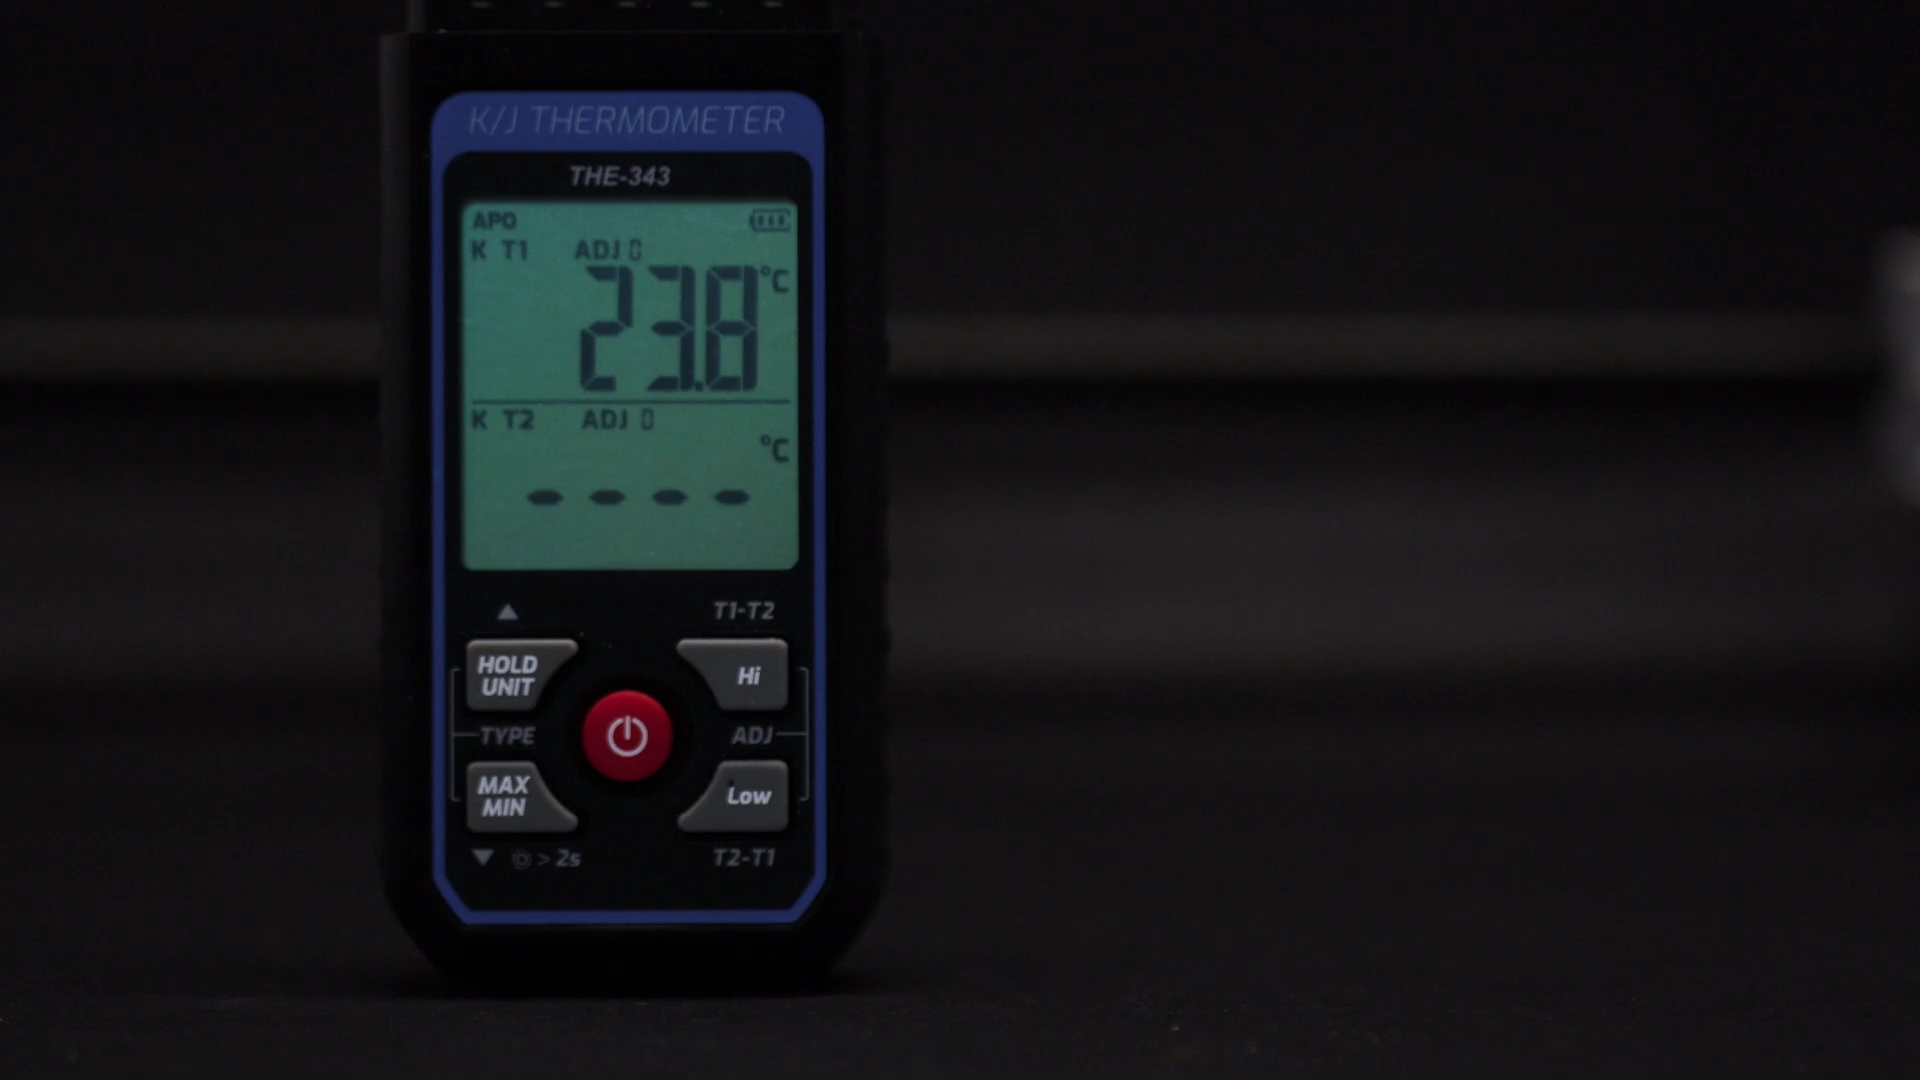 K/J THERMOMETER
THE-343
APO
K T1 ADJ 0
23.8 °C
K T2 ADJ 0
°C
- - - -
▲ T1-T2
HOLD UNIT Hi
TYPE ADJ
MAX MIN Low
▼ > 2s T2-T1